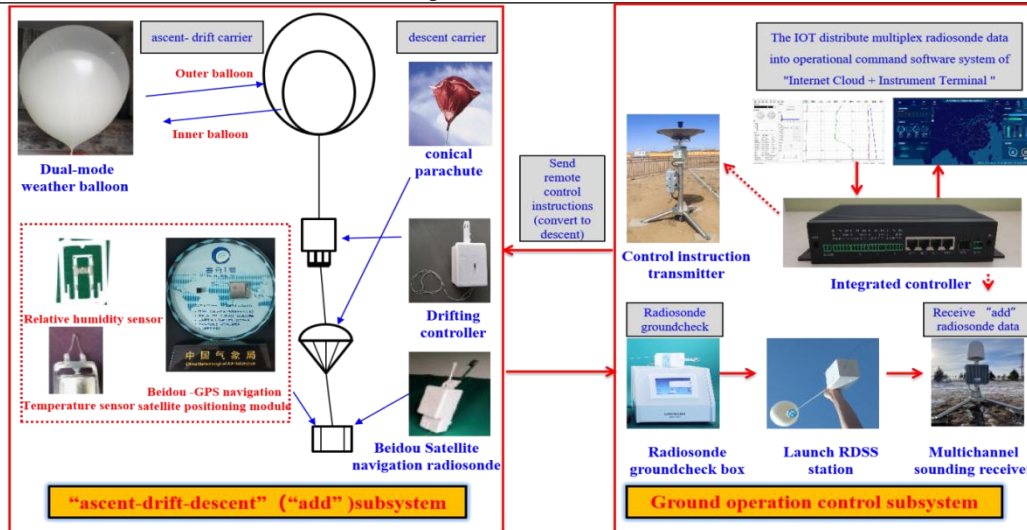 ascent- drift carrier
descent carrier
Outer balloon
Inner balloon
Dual-mode
weather balloon
conical
parachute
Relative humidity sensor
Temperature sensor
中国气象局
Beidou -GPS navigation
satellite positioning module
Drifting
controller
Beidou Satellite
navigation radiosonde
“ascent-drift-descent” (“add” )subsystem
Send
remote
control
instructions
(convert to
descent)
The IOT distribute multiplex radiosonde data
into operational command software system of
"Internet Cloud + Instrument Terminal "
Control instruction
transmitter
Integrated controller
Radiosonde
groundcheck
Receive “add”
radiosonde data
Radiosonde
groundcheck box
Launch RDSS
station
Multichannel
sounding receiver
Ground operation control subsystem